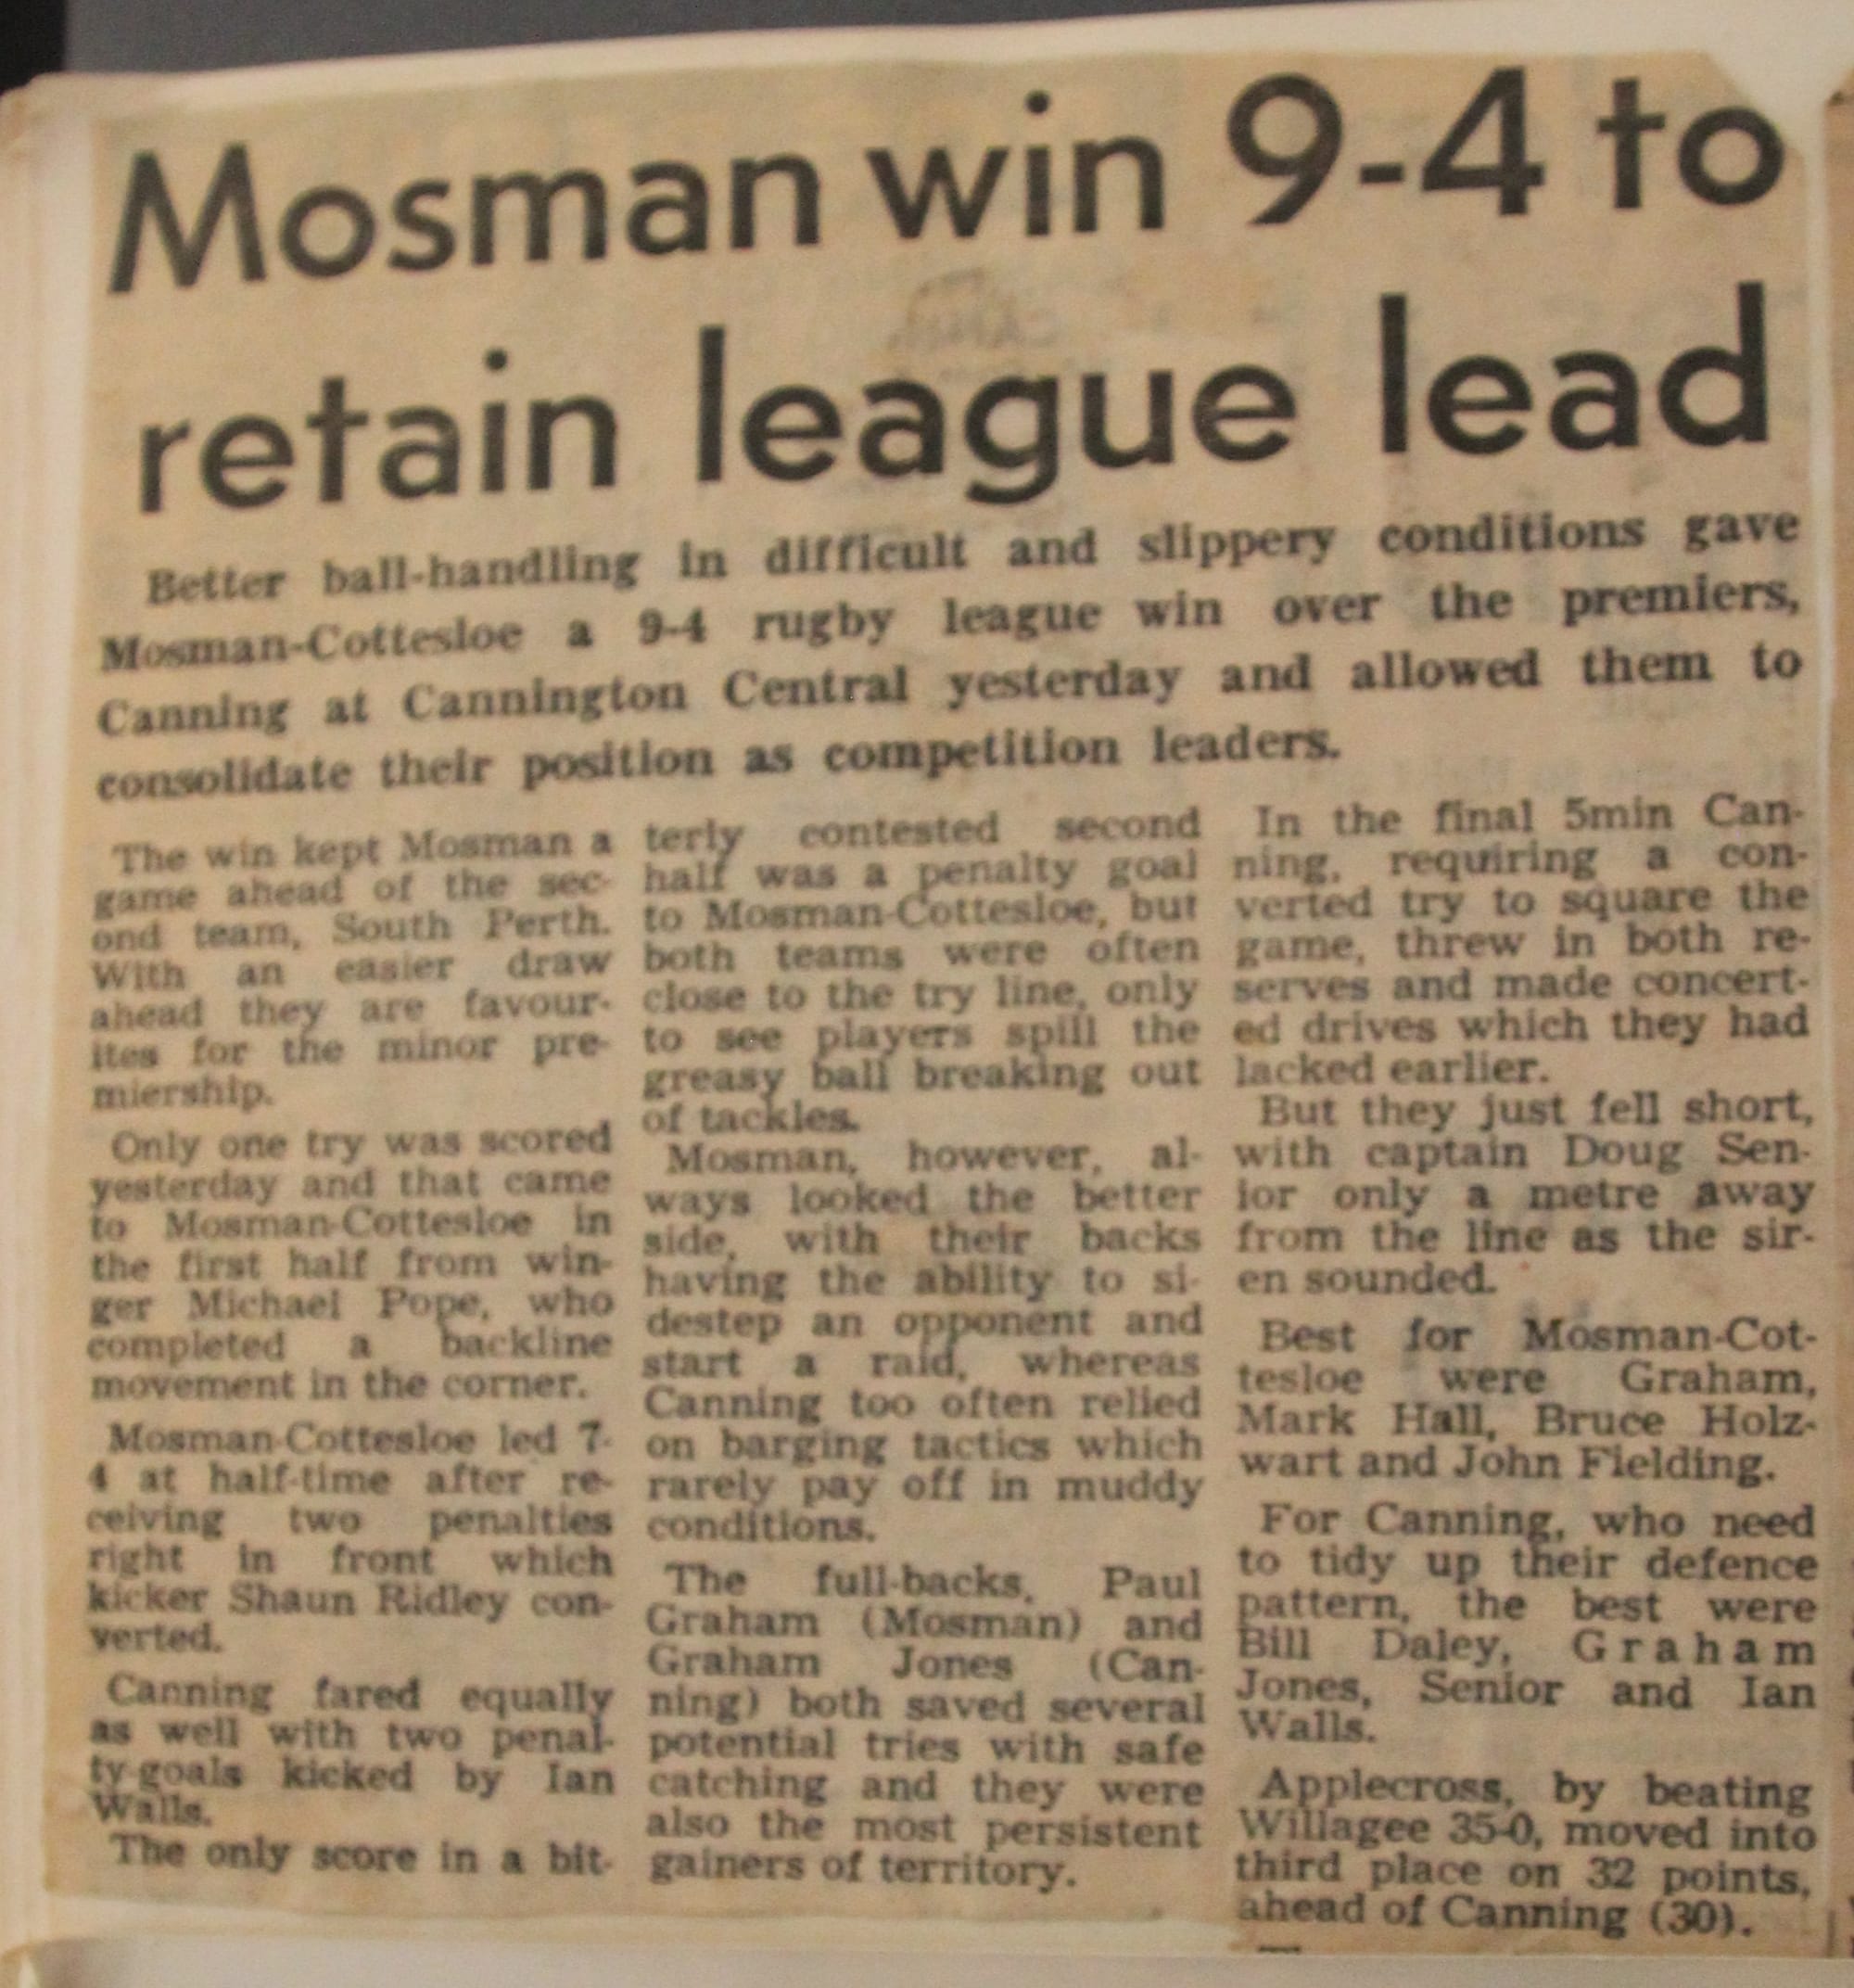 Mosman win 9-4 to
retain league lead
Better ball-handling in difficult and slippery conditions gave
Mosman-Cottesloe a 9-4 rugby league win over the premiers,
Canning at Cannington Central yesterday and allowed them to
consolidate their position as competition leaders.
The win kept Mosman a
game ahead of the sec-
ond team, South Perth.
With an easier draw
ahead they are favour-
ites for the minor pre-
miership.
Only one try was scored
yesterday and that came
to Mosman-Cottesloe in
the first half from win-
ger Michael Pope, who
completed a backline
movement in the corner.
Mosman-Cottesloe led 7-
4 at half-time after re-
ceiving two penalties
right in front which
kicker Shaun Ridley con-
verted.
Canning fared equally
as well with two penal-
ty-goals kicked by Ian
Walls.
The only score in a bit-
terly contested second
half was a penalty goal
to Mosman-Cottesloe, but
both teams were often
close to the try line, only
to see players spill the
greasy ball breaking out
of tackles.
Mosman, however, al-
ways looked the better
side, with their backs
having the ability to si-
destep an opponent and
start a raid, whereas
Canning too often relied
on barging tactics which
rarely pay off in muddy
conditions.
The full-backs, Paul
Graham (Mosman) and
Graham Jones (Can-
ning) both saved several
potential tries with safe
catching and they were
also the most persistent
gainers of territory.
In the final 5min Can-
ning, requiring a con-
verted try to square the
game, threw in both re-
serves and made concert-
ed drives which they had
lacked earlier.
But they just fell short,
with captain Doug Sen-
ior only a metre away
from the line as the sir-
en sounded.
Best for Mosman-Cot-
tesloe were Graham,
Mark Hall, Bruce Holz-
wart and John Fielding.
For Canning, who need
to tidy up their defence
pattern, the best were
Bill Daley, Graham
Jones, Senior and Ian
Walls.
Applecross, by beating
Willagee 35-0, moved into
third place on 32 points,
ahead of Canning (30).